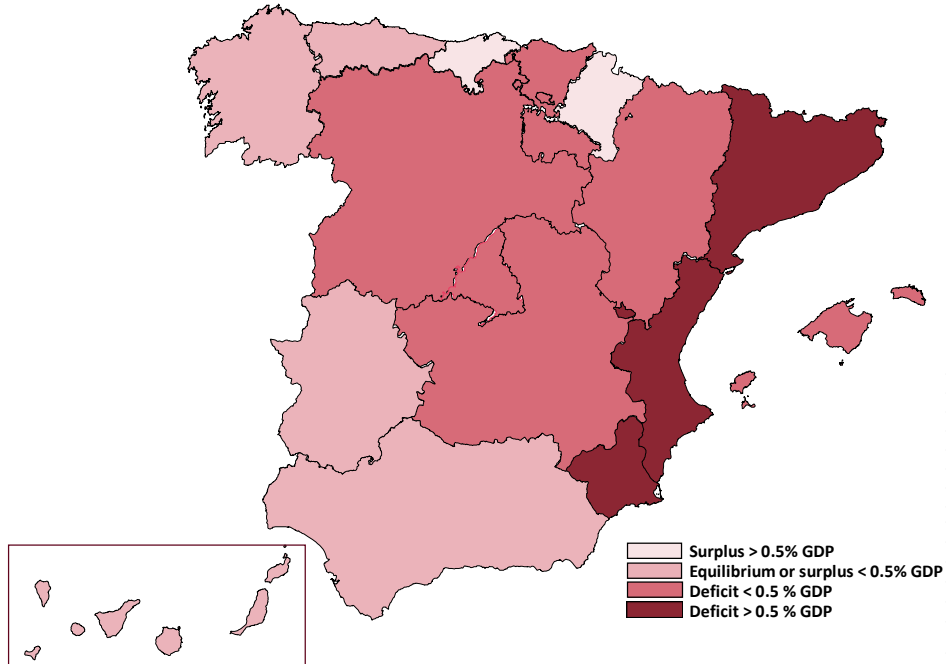 Surplus > 0.5% GDP
Equilibrium or surplus < 0.5% GDP
Deficit < 0.5 % GDP
Deficit > 0.5 % GDP